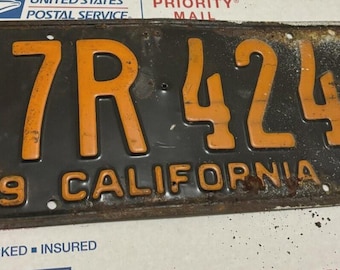 UNITED STATES
POSTAL SERVICE
PRIORITY
MAIL
7R 424
9 CALIFORNIA
KED ▪ INSURED